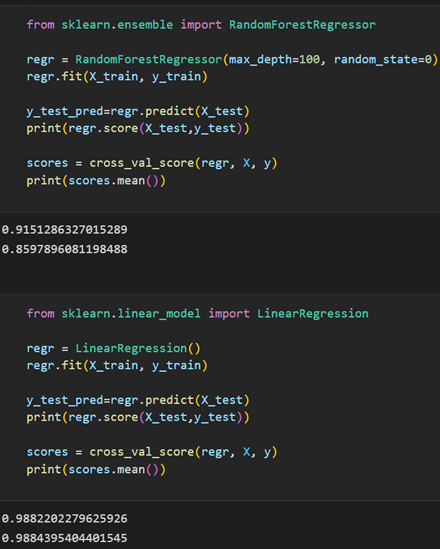 from sklearn.ensemble import RandomForestRegressor
regr = RandomForestRegressor(max_depth=100, random_state=0)
regr.fit(X_train, y_train)
y_test_pred=regr.predict(X_test)
print(regr.score(X_test,y_test))
scores = cross_val_score(regr, X, y)
print(scores.mean())
0.9151286327015289
0.8597896081198488
from sklearn.linear_model import LinearRegression
regr = LinearRegression()
regr.fit(X_train, y_train)
y_test_pred=regr.predict(X_test)
print(regr.score(X_test,y_test))
scores = cross_val_score(regr, X, y)
print(scores.mean())
0.9882202279625926
0.9884395404401545